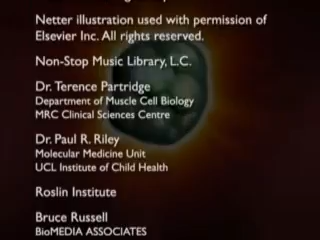 Netter illustration used with permission of
Elsevier Inc. All rights reserved.
Non-Stop Music Library, L.C.
Dr. Terence Partridge
Department of Muscle Cell Biology
MRC Clinical Sciences Centre
Dr. Paul R. Riley
Molecular Medicine Unit
UCL Institute of Child Health
Roslin Institute
Bruce Russell
BioMEDIA ASSOCIATES